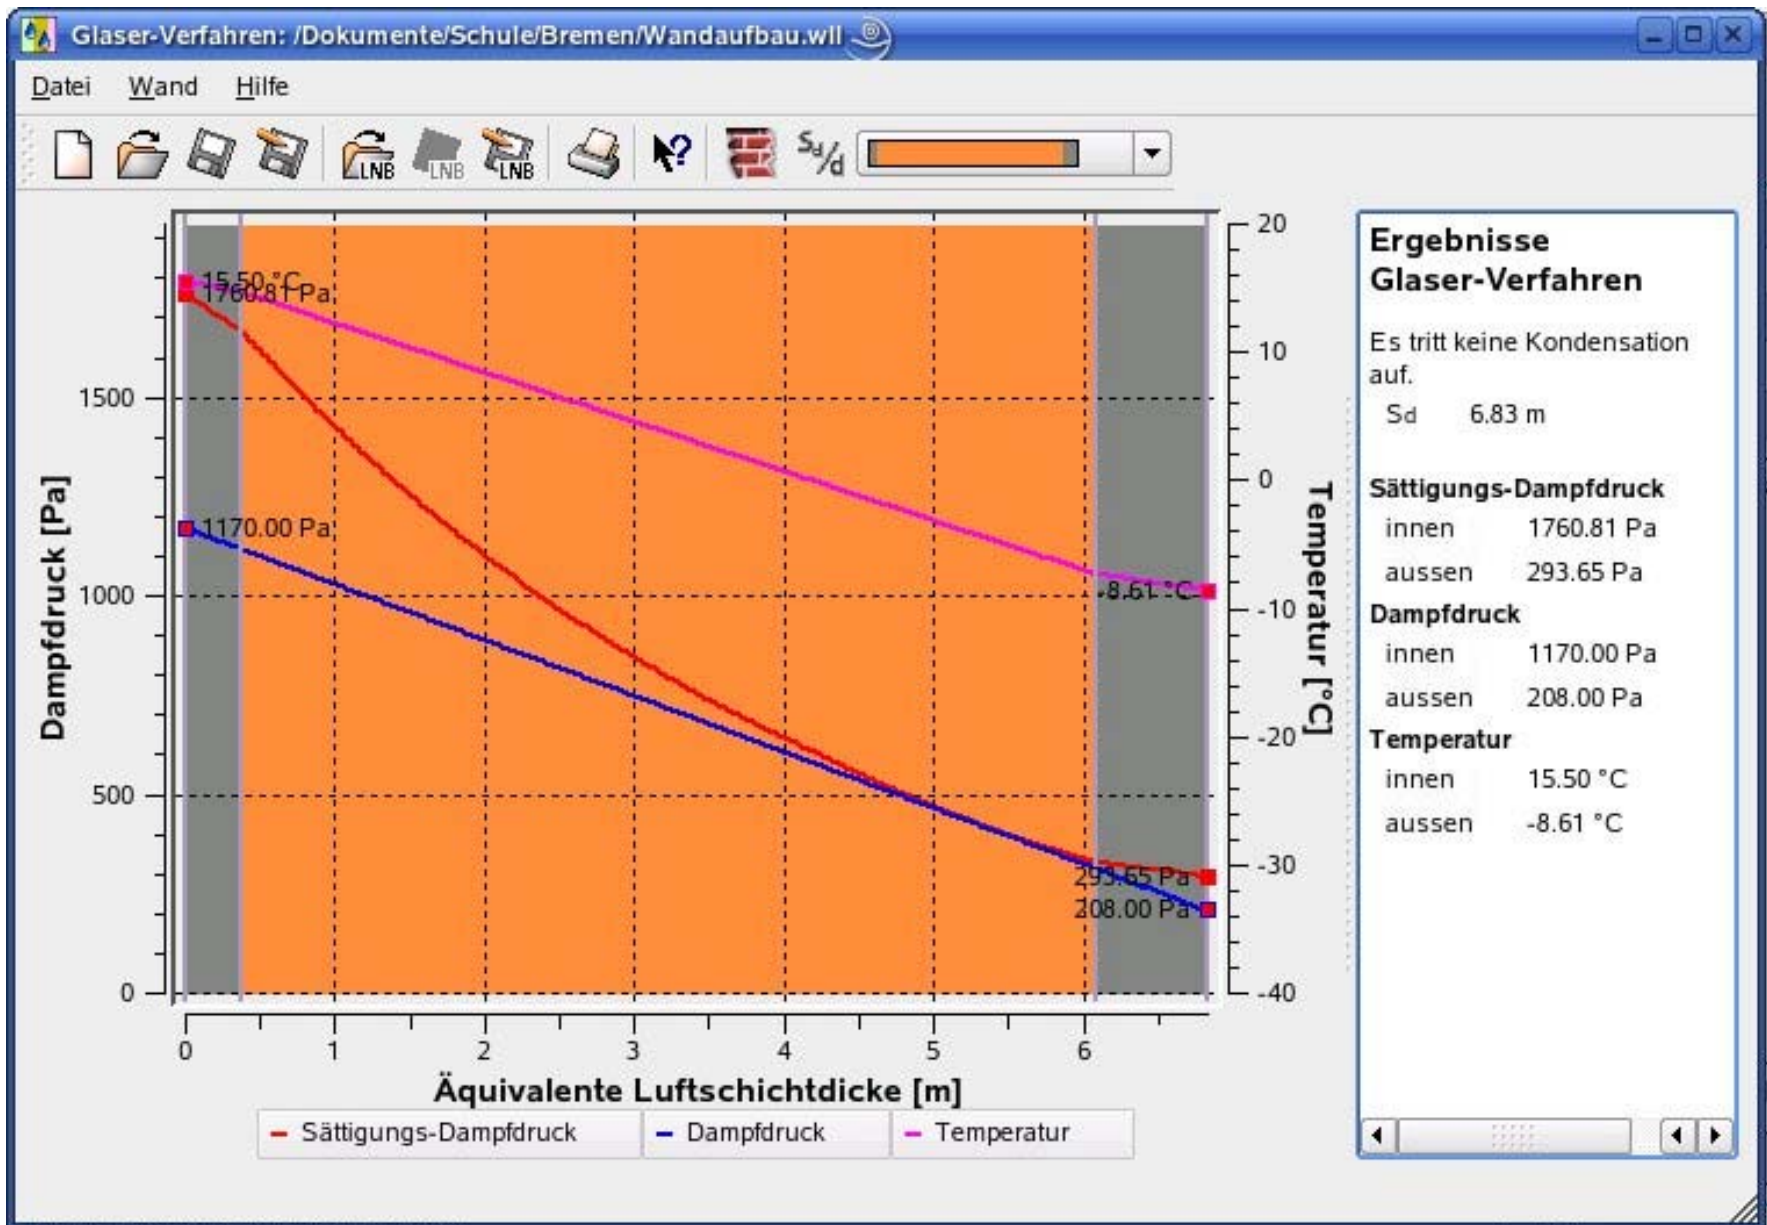 Glaser-Verfahren: /Dokumente/Schule/Bremen/Wandaufbau.wll
Datei Wand Hilfe
LNB LNB LNB ? Sd/d
Dampfdruck [Pa]
1500
1000
500
0
15.50 °C
1760.81 Pa
1170.00 Pa
-8.61 °C
293.65 Pa
208.00 Pa
20
10
0
-10
-20
-30
-40
Temperatur [°C]
0 1 2 3 4 5 6
Äquivalente Luftschichtdicke [m]
Sättigungs-Dampfdruck Dampfdruck Temperatur
Ergebnisse
Glaser-Verfahren
Es tritt keine Kondensation
auf.
Sd 6.83 m
Sättigungs-Dampfdruck
innen 1760.81 Pa
aussen 293.65 Pa
Dampfdruck
innen 1170.00 Pa
aussen 208.00 Pa
Temperatur
innen 15.50 °C
aussen -8.61 °C